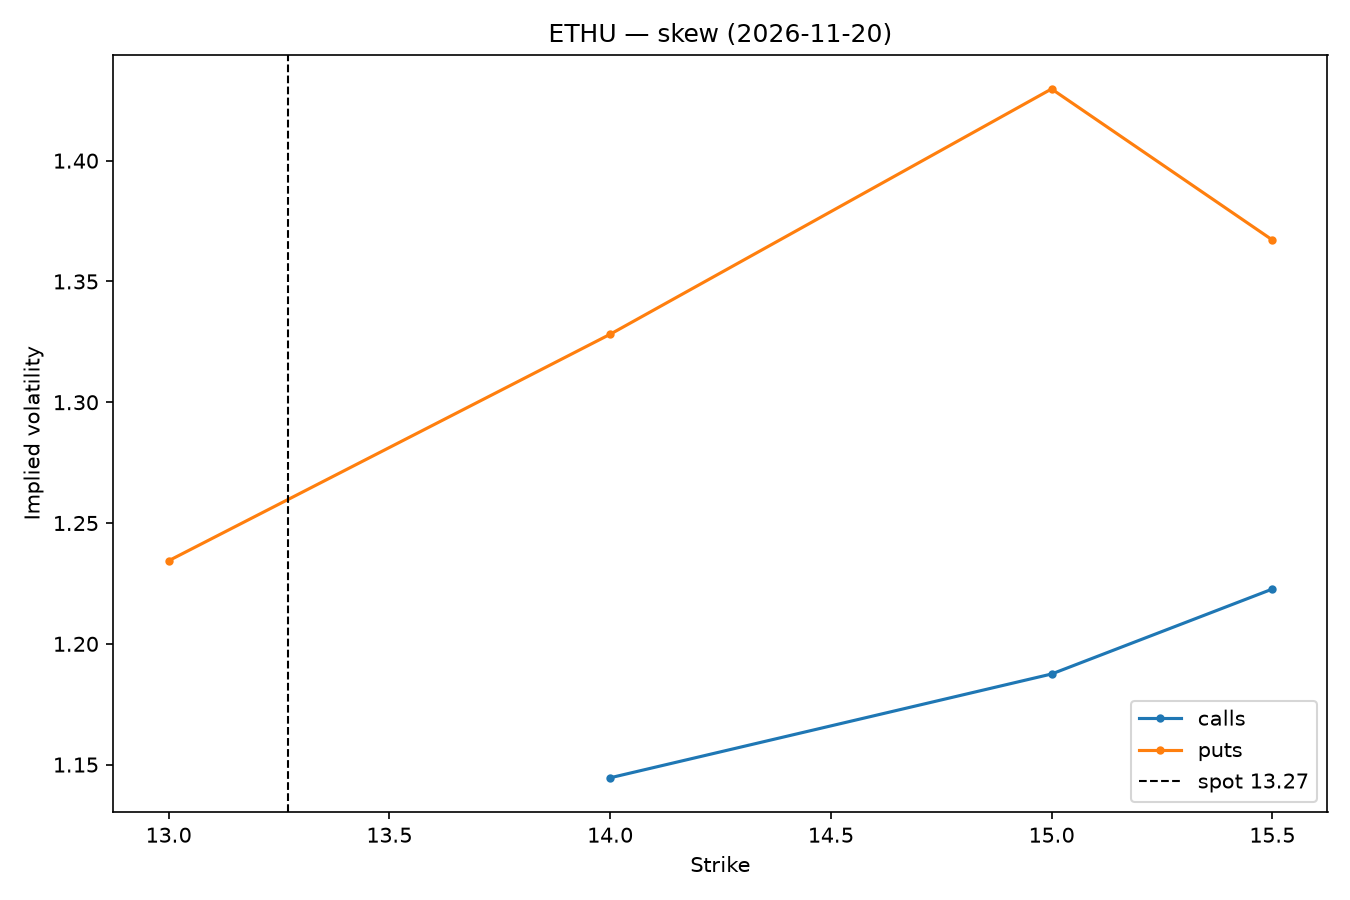 ETHU — skew (2026-11-20)
Implied volatility
1.40
1.35
1.30
1.25
1.20
1.15
13.0 13.5 14.0 14.5 15.0 15.5
Strike
calls
puts
spot 13.27